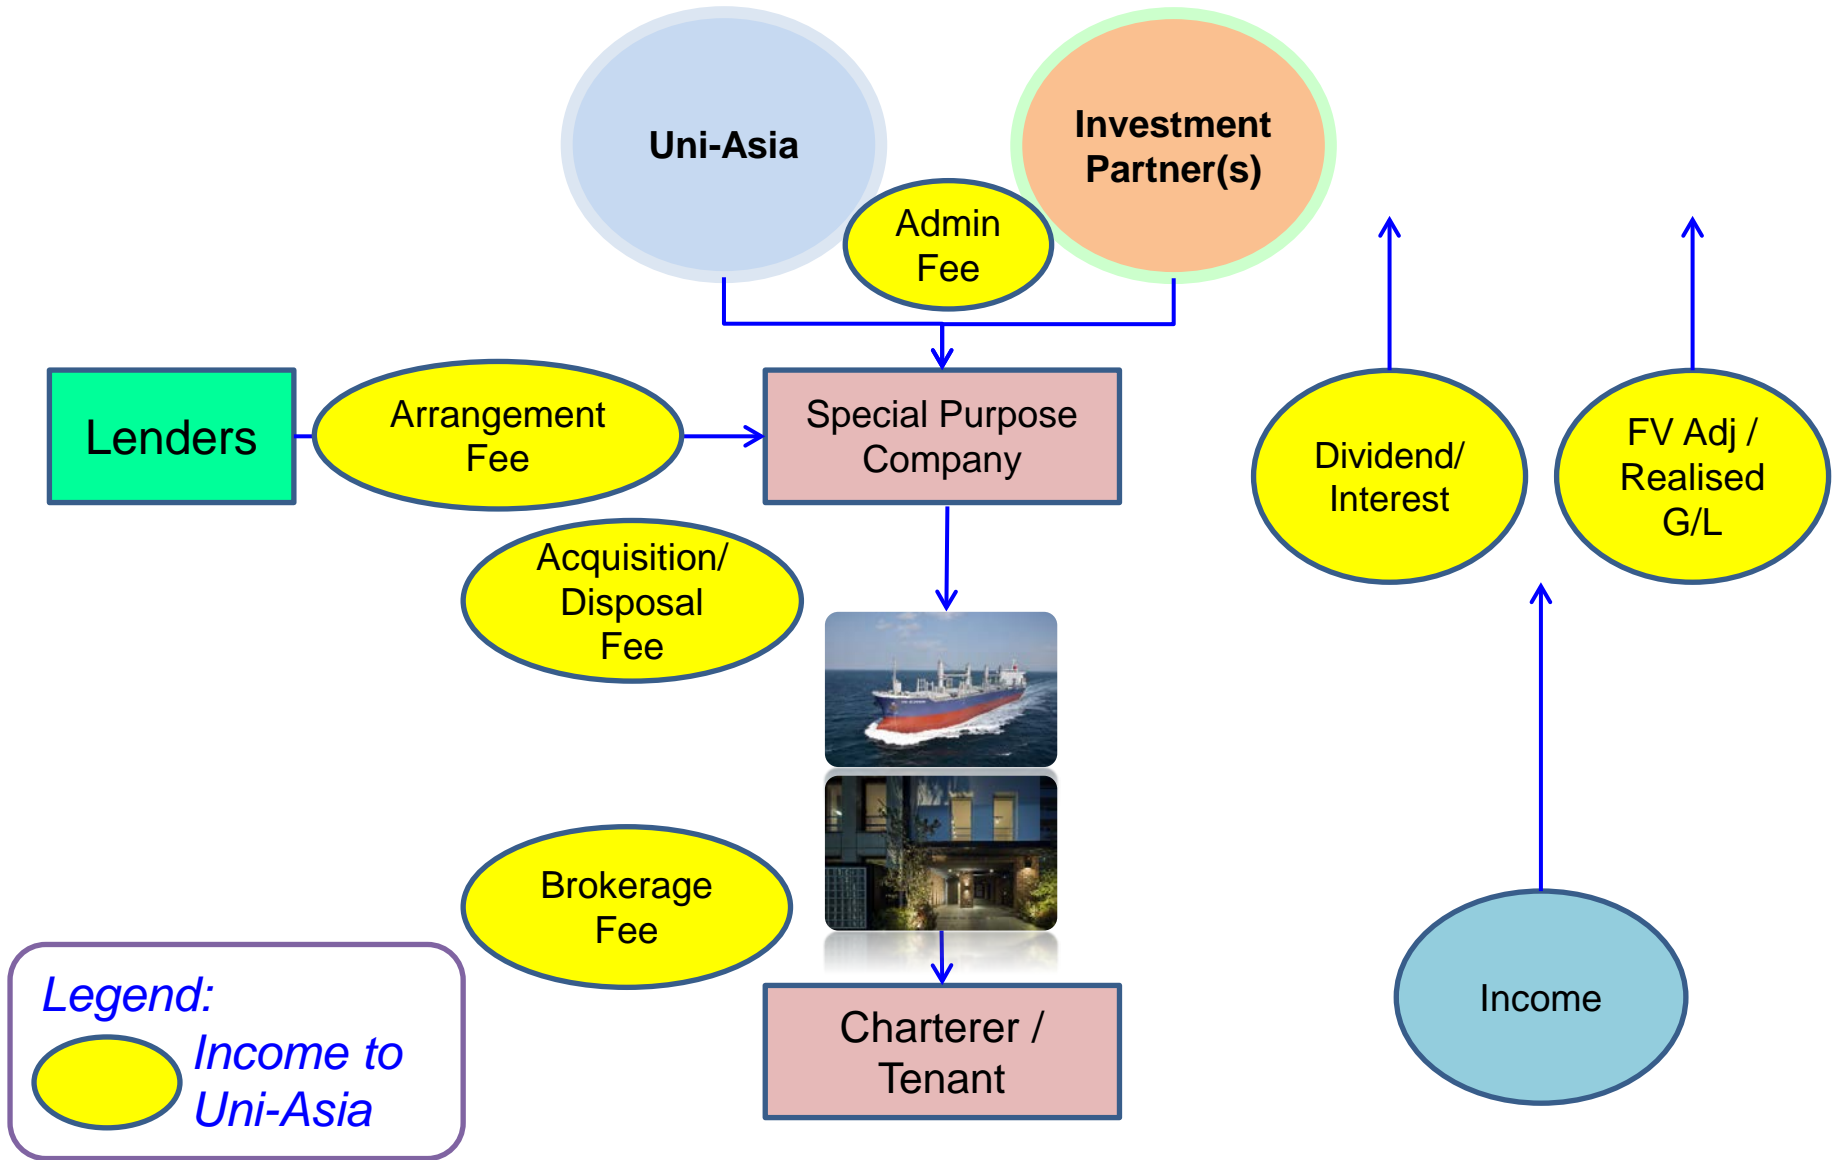 Uni-Asia
Investment
Partner(s)
Admin
Fee
Lenders
Arrangement
Fee
Special Purpose
Company
Dividend/
Interest
FV Adj /
Realised
G/L
Acquisition/
Disposal
Fee
Brokerage
Fee
Legend:
Income to
Uni-Asia
Charterer /
Tenant
Income